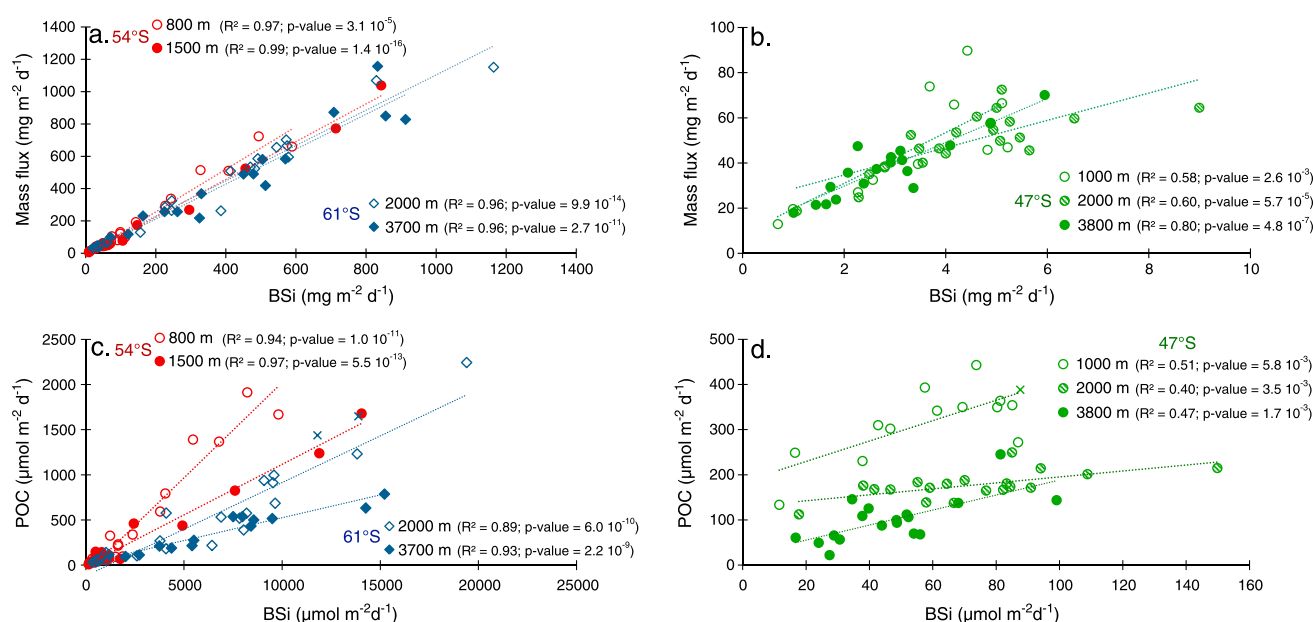 a.
54°S
800 m (R² = 0.97; p-value = 3.1 10⁻⁵)
1500 m (R² = 0.99; p-value = 1.4 10⁻¹⁶)
61°S
2000 m (R² = 0.96; p-value = 9.9 10⁻¹⁴)
3700 m (R² = 0.96; p-value = 2.7 10⁻¹¹)
Mass flux (mg m⁻² d⁻¹)
1400
1200
1000
800
600
400
200
0
0 200 400 600 800 1000 1200 1400
BSi (mg m⁻² d⁻¹)
b.
47°S
1000 m (R² = 0.58; p-value = 2.6 10⁻³)
2000 m (R² = 0.60, p-value = 5.7 10⁻⁵)
3800 m (R² = 0.80; p-value = 4.8 10⁻⁷)
Mass flux (mg m⁻² d⁻¹)
100
80
60
40
20
0
0 2 4 6 8 10
BSi (mg m⁻² d⁻¹)
c.
54°S
800 m (R² = 0.94, p-value = 1.0 10⁻¹¹)
1500 m (R² = 0.97, p-value = 5.5 10⁻¹³)
61°S
2000 m (R² = 0.89, p-value = 6.0 10⁻¹⁰)
3700 m (R² = 0.93, p-value = 2.2 10⁻⁹)
POC (µmol m⁻² d⁻¹)
2500
2000
1500
1000
500
0
0 5000 10000 15000 20000 25000
BSi (µmol m⁻²d⁻¹)
d.
47°S
1000 m (R² = 0.51, p-value = 5.8 10⁻³)
2000 m (R² = 0.40, p-value = 3.5 10⁻³)
3800 m (R² = 0.47, p-value = 1.7 10⁻³)
POC (µmol m⁻² d⁻¹)
500
400
300
200
100
0
0 20 40 60 80 100 120 140 160
BSi (µmol m⁻²d⁻¹)